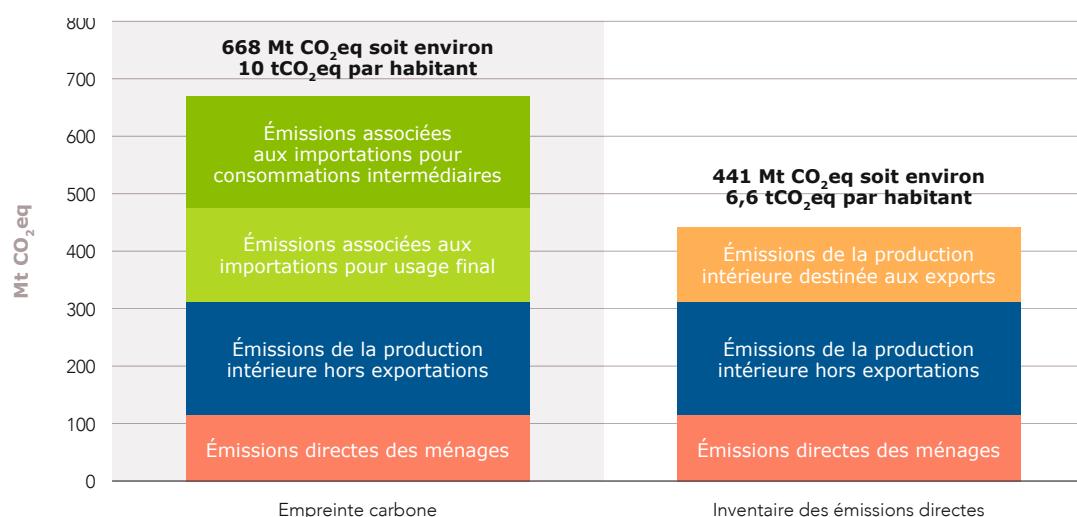 800
700
600
500
400
300
200
100
0
Mt CO₂eq
668 Mt CO₂eq soit environ
10 tCO₂eq par habitant
Émissions associées
aux importations pour
consommations intermédiaires
Émissions associées aux
importations pour usage final
Émissions de la production
intérieure hors exportations
Émissions directes des ménages
Empreinte carbone
441 Mt CO₂eq soit environ
6,6 tCO₂eq par habitant
Émissions de la production
intérieure destinée aux exports
Émissions de la production
intérieure hors exportations
Émissions directes des ménages
Inventaire des émissions directes